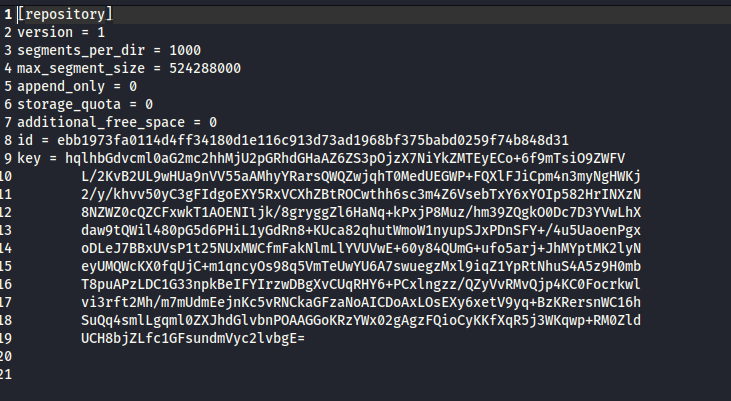 1 [repository]
2 version = 1
3 segments_per_dir = 1000
4 max_segment_size = 524288000
5 append_only = 0
6 storage_quota = 0
7 additional_free_space = 0
8 id = ebb1973fa0114d4ff34180d1e116c913d73ad1968bf375babd0259f74b848d31
9 key = hqlhbGdvcml0aG2mc2hhMjU2pGRhdGHaAZ6ZS3pOjzX7NiYkZMTEyECo+6f9mTsiO9ZWFV
10 L/2KvB2UL9wHUa9nVV55aAMhyYRarsQWQZwjqhT0MedUEGWP+FQXlFJiCpm4n3myNgHWKj
11 2/y/khvv50yC3gFIdgoEXY5RxVCXhZBtROCwthh6sc3m4Z6VsebTxY6xYOIp582HrINXzN
12 8NZWZ0cQZCFxwkT1AOENIljk/8gryggZl6HaNq+kPxjP8Muz/hm39ZQgkO0Dc7D3YVwLhX
13 daw9tQWil480pG5d6PHiL1yGdRn8+KUca82qhutWmoW1nyupSJxPDnSFY+/4u5UaoenPgx
14 oDLeJ7BBxUVsP1t25NUxMWCfmFakNlmLlYVUVwE+60y84QUmG+ufo5arj+JhMYptMK2lyN
15 eyUMQWcKX0fqUjC+m1qncyOs98q5VmTeUwYU6A7swuegzMxl9iqZ1YpRtNhuS4A5z9H0mb
16 T8puAPzLDC1G33npkBeIFYIrzwDBgXvCUqRHY6+PCxlngzz/QZyVvRMvQjp4KC0Focrkwl
17 vi3rft2Mh/m7mUdmEejnKc5vRNCkaGFzaNoAICDoAxLOsEXy6xetV9yq+BzKRersnWC16h
18 SuQq4smlLgqml0ZXJhdGlvbnPOAAGGoKRzYWx02gAgzFQioCyKKfXqR5j3WKqwp+RM0Zld
19 UCH8bjZLfc1GFsundmVyc2lvbgE=
20
21